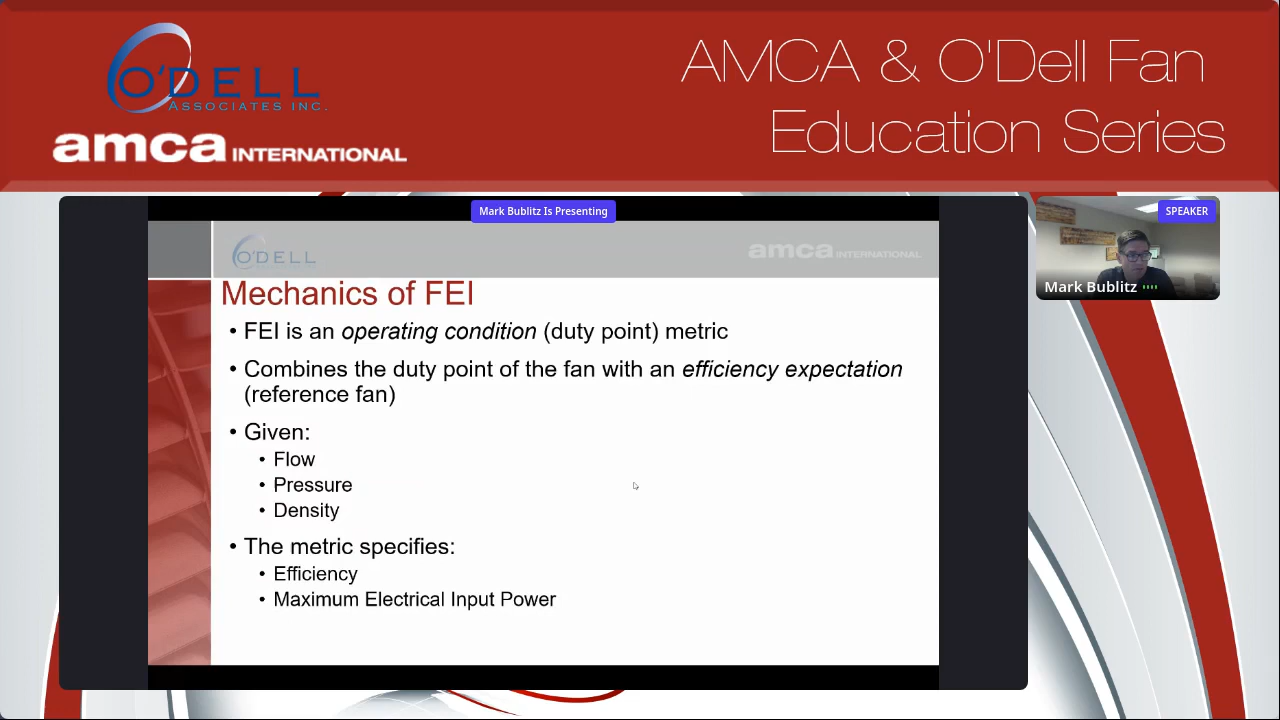 O'DELL
ASSOCIATES INC.
amca INTERNATIONAL
AMCA & O'Dell Fan
Education Series
Mark Bublitz Is Presenting
SPEAKER
Mark Bublitz
O'DELL
amca INTERNATIONAL
Mechanics of FEI
• FEI is an operating condition (duty point) metric
• Combines the duty point of the fan with an efficiency expectation
(reference fan)
• Given:
• Flow
• Pressure
• Density
• The metric specifies:
• Efficiency
• Maximum Electrical Input Power